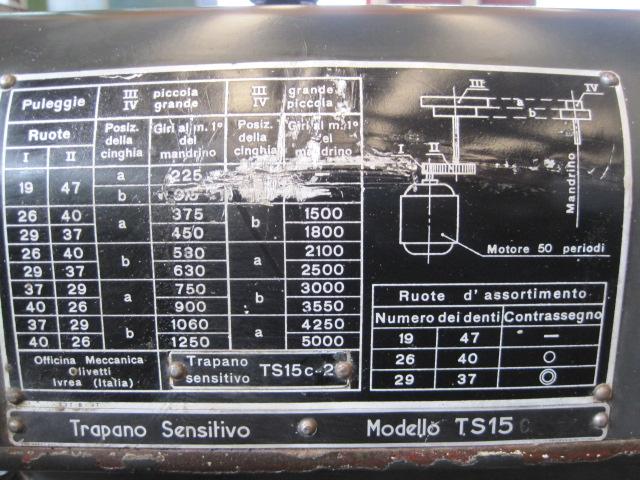 Puleggie III piccola IV grande III grande IV piccola
Ruote Posiz. della cinghia Giri al m. 1° del mandrino Posiz. della cinghia Giri al m. 1°
I II
19 47 a 225
b
26 40 a 375 b 1500
29 37 450 1800
26 40 b 530 a 2100
29 37 630 2500
37 29 a 750 b 3000
40 26 900 3550
37 29 b 1060 a 4250
40 26 1250 5000
Officina Meccanica
Olivetti
Ivrea (Italia)
Trapano
sensitivo TS15c-2
III
IV
a
b
I II
Mandrino
Motore 50 periodi
Ruote d'assortimento
Numero dei denti Contrassegno
19 47 —
26 40 ○
29 37 ◎
Trapano Sensitivo Modello TS15